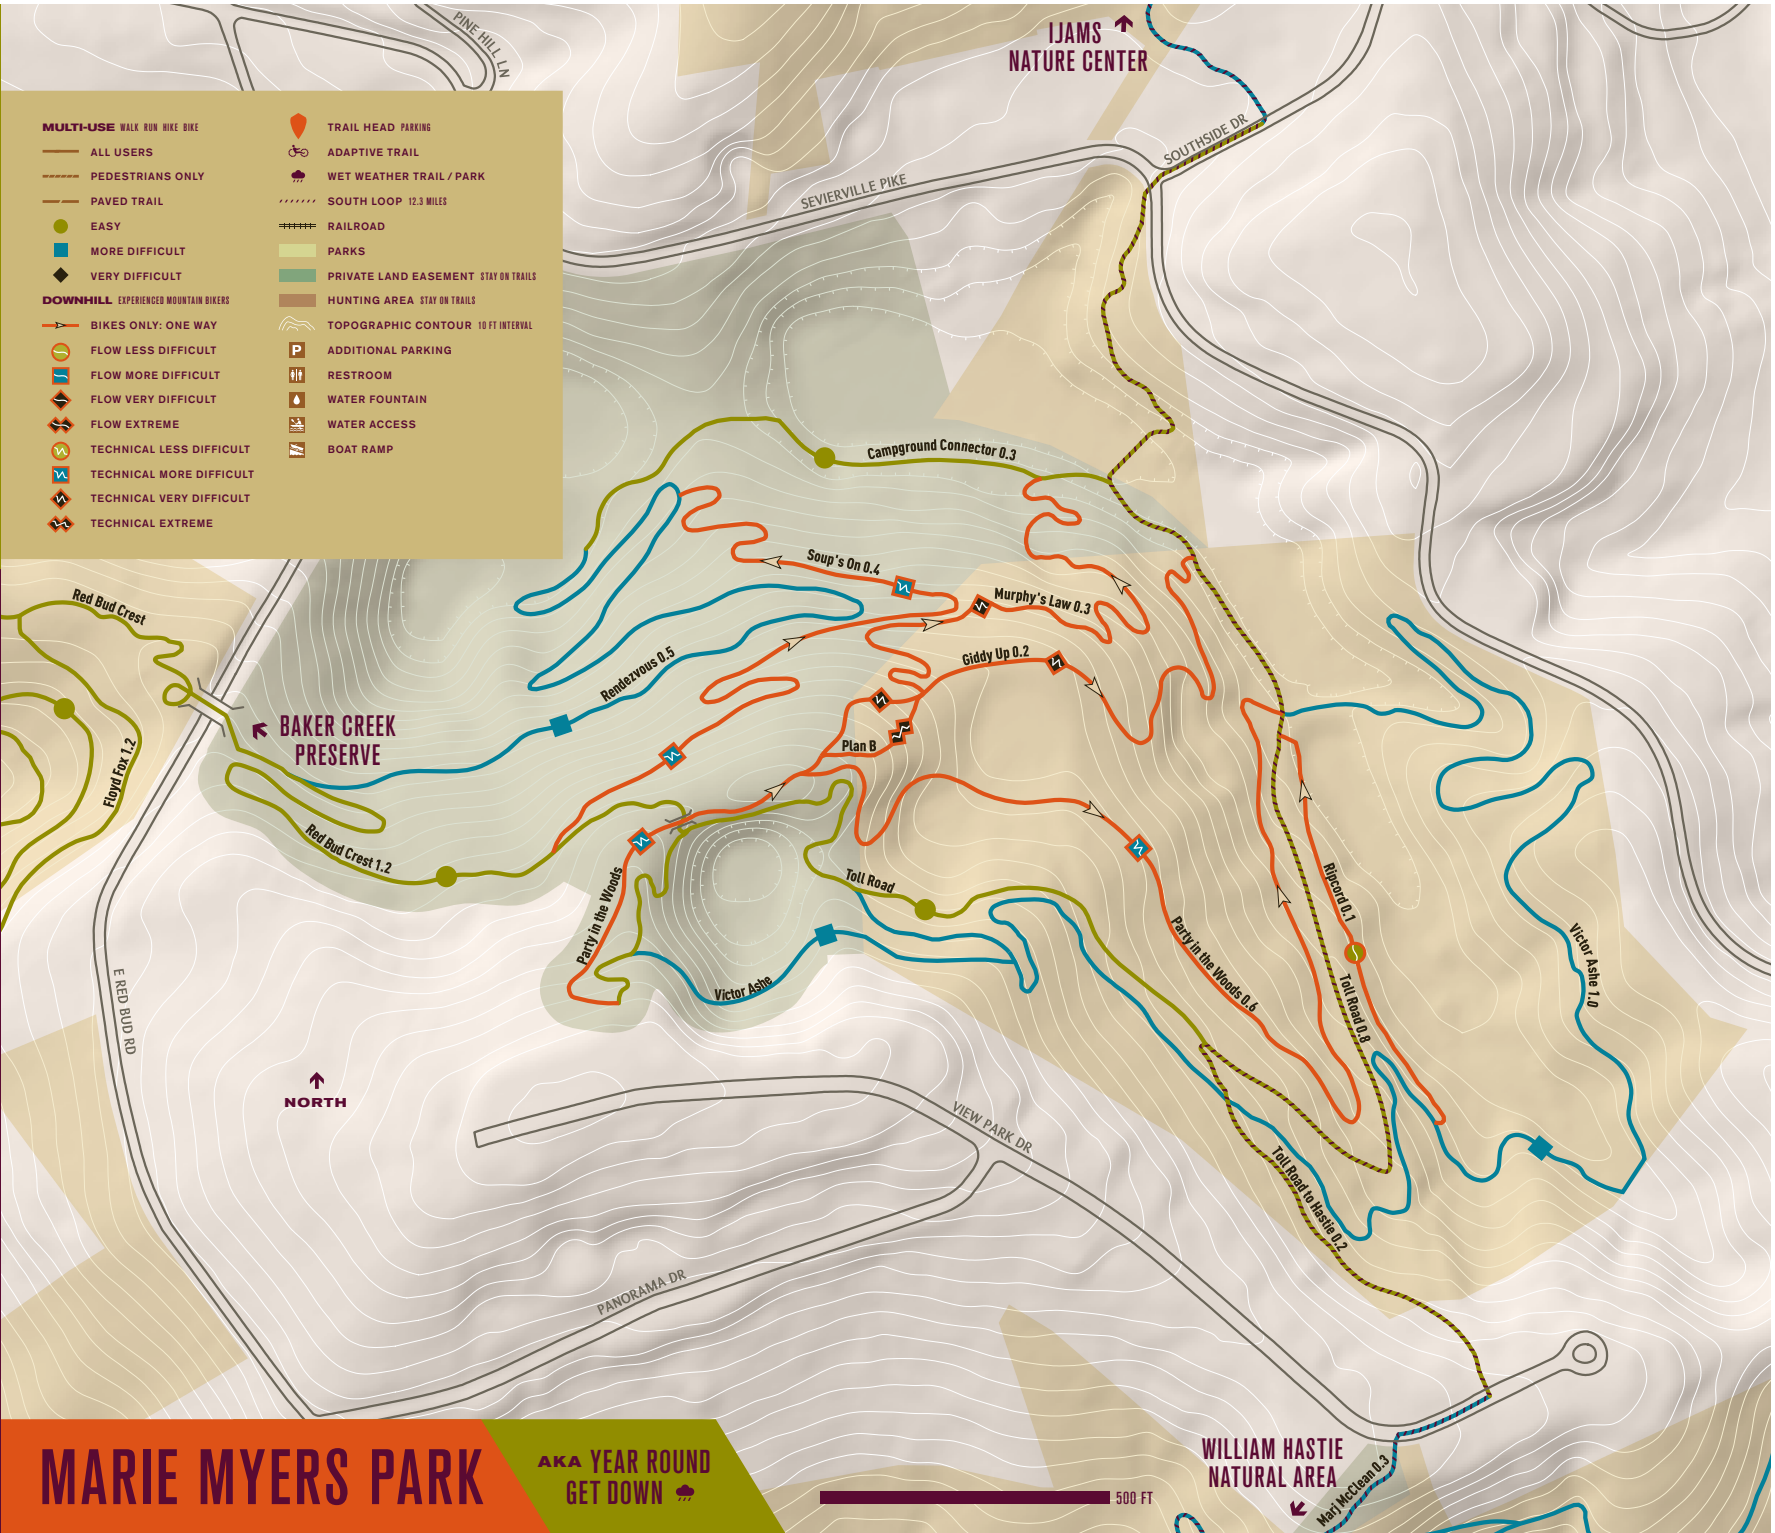 PINE HILL LN
IJAMS
NATURE CENTER
SOUTHSIDE DR
SEVIERVILLE PIKE
MULTI-USE WALK RUN HIKE BIKE
ALL USERS
PEDESTRIANS ONLY
PAVED TRAIL
EASY
MORE DIFFICULT
VERY DIFFICULT
DOWNHILL EXPERIENCED MOUNTAIN BIKERS
BIKES ONLY: ONE WAY
FLOW LESS DIFFICULT
FLOW MORE DIFFICULT
FLOW VERY DIFFICULT
FLOW EXTREME
TECHNICAL LESS DIFFICULT
TECHNICAL MORE DIFFICULT
TECHNICAL VERY DIFFICULT
TECHNICAL EXTREME
TRAIL HEAD PARKING
ADAPTIVE TRAIL
WET WEATHER TRAIL / PARK
SOUTH LOOP 12.3 MILES
RAILROAD
PARKS
PRIVATE LAND EASEMENT STAY ON TRAILS
HUNTING AREA STAY ON TRAILS
TOPOGRAPHIC CONTOUR 10 FT INTERVAL
P ADDITIONAL PARKING
RESTROOM
WATER FOUNTAIN
WATER ACCESS
BOAT RAMP
Campground Connector 0.3
Soup's On 0.4
Murphy's Law 0.3
Giddy Up 0.2
Rendezvous 0.5
Red Bud Crest
BAKER CREEK
PRESERVE
Floyd Fox 1.2
Plan B
Red Bud Crest 1.2
Toll Road
Party in the Woods
Victor Ashe
Party in the Woods 0.6
Ripcord 0.1
Toll Road 0.8
Victor Ashe 1.0
E RED BUD RD
NORTH
VIEW PARK DR
Toll Road to Hastie 0.2
PANORAMA DR
MARIE MYERS PARK
AKA YEAR ROUND
GET DOWN
500 FT
WILLIAM HASTIE
NATURAL AREA
Marj McClean 0.3